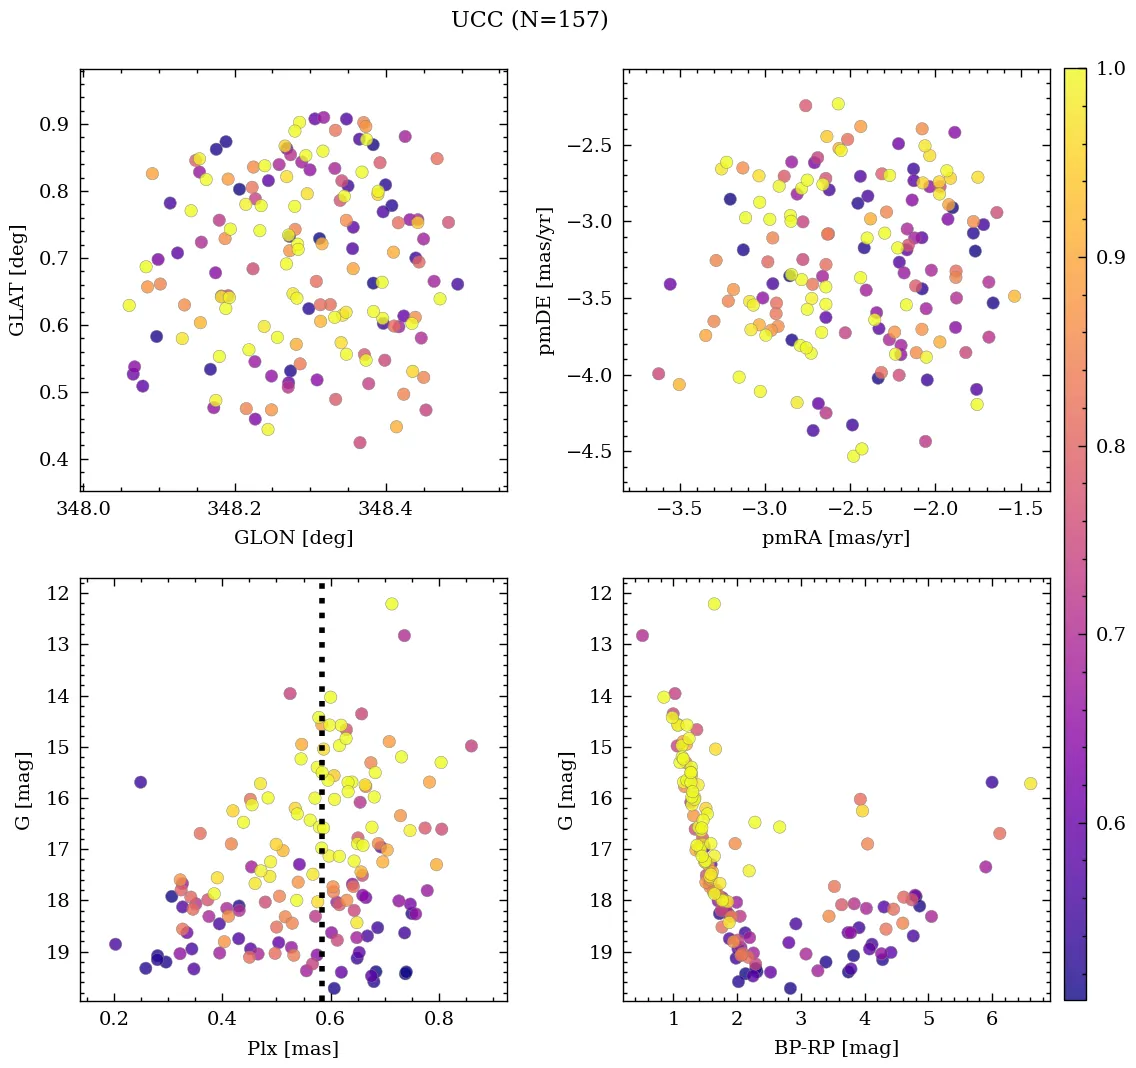 UCC (N=157)
0.9
0.8
0.7
0.6
0.5
0.4
GLAT [deg]
348.0 348.2 348.4
GLON [deg]
−2.5
−3.0
−3.5
−4.0
−4.5
pmDE [mas/yr]
−3.5 −3.0 −2.5 −2.0 −1.5
pmRA [mas/yr]
1.0
0.9
0.8
0.7
0.6
12
13
14
15
16
17
18
19
G [mag]
0.2 0.4 0.6 0.8
Plx [mas]
12
13
14
15
16
17
18
19
G [mag]
1 2 3 4 5 6
BP-RP [mag]